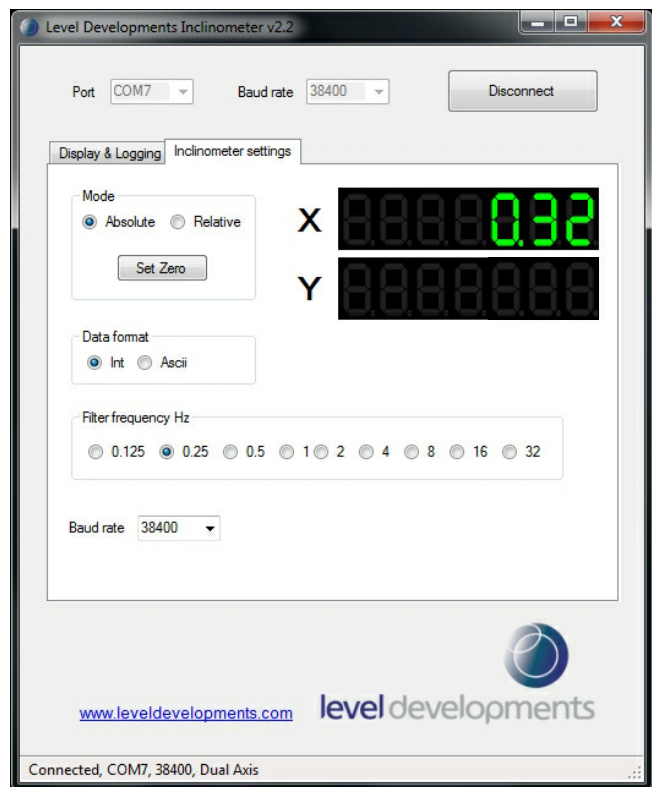 Level Developments Inclinometer v2.2
Port COM7 Baud rate 38400 Disconnect
Display & Logging Inclinometer settings
Mode
Absolute Relative
Set Zero
X 0.32
Y
Data format
Int Ascii
Filter frequency Hz
0.125 0.25 0.5 1 2 4 8 16 32
Baud rate 38400
www.leveldevelopments.com
level developments
Connected, COM7, 38400, Dual Axis